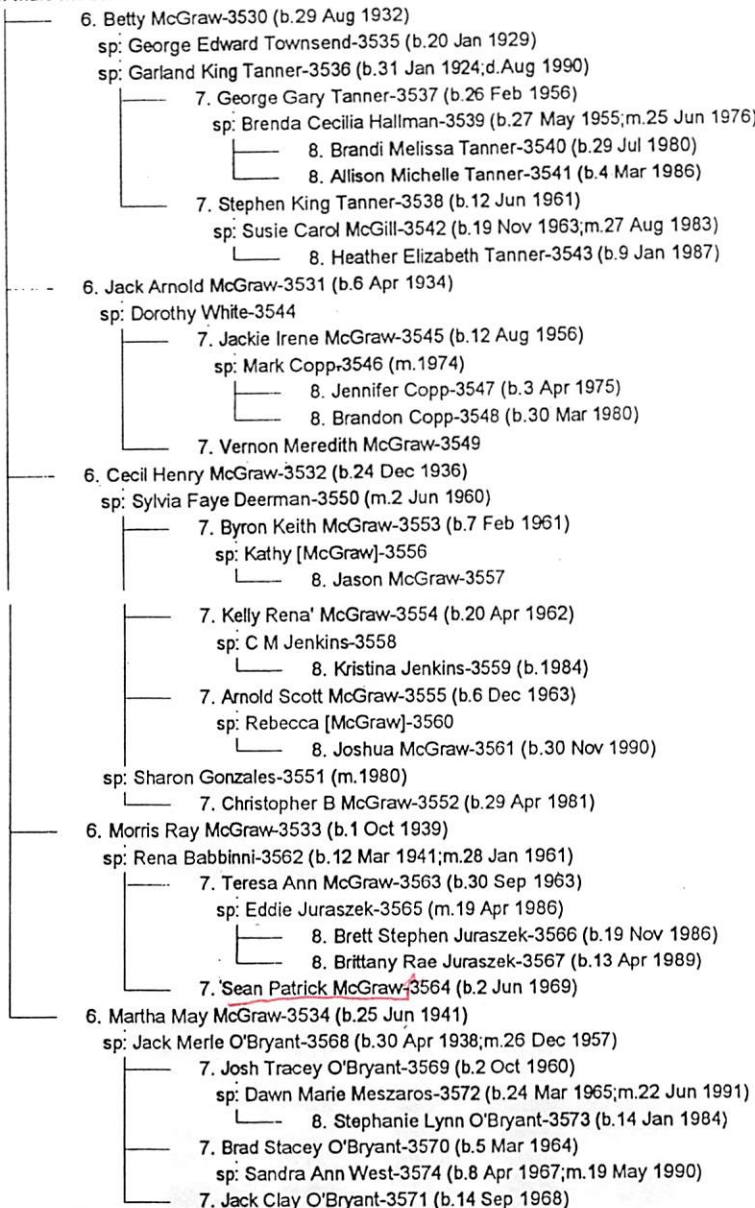 6. Betty McGraw-3530 (b.29 Aug 1932)
sp: George Edward Townsend-3535 (b.20 Jan 1929)
sp: Garland King Tanner-3536 (b.31 Jan 1924;d.Aug 1990)
7. George Gary Tanner-3537 (b.26 Feb 1956)
sp: Brenda Cecilia Hallman-3539 (b.27 May 1955;m.25 Jun 1976)
8. Brandi Melissa Tanner-3540 (b.29 Jul 1980)
8. Allison Michelle Tanner-3541 (b.4 Mar 1986)
7. Stephen King Tanner-3538 (b.12 Jun 1961)
sp: Susie Carol McGill-3542 (b.19 Nov 1963;m.27 Aug 1983)
8. Heather Elizabeth Tanner-3543 (b.9 Jan 1987)
6. Jack Arnold McGraw-3531 (b.6 Apr 1934)
sp: Dorothy White-3544
7. Jackie Irene McGraw-3545 (b.12 Aug 1956)
sp: Mark Copp-3546 (m.1974)
8. Jennifer Copp-3547 (b.3 Apr 1975)
8. Brandon Copp-3548 (b.30 Mar 1980)
7. Vernon Meredith McGraw-3549
6. Cecil Henry McGraw-3532 (b.24 Dec 1936)
sp: Sylvia Faye Deerman-3550 (m.2 Jun 1960)
7. Byron Keith McGraw-3553 (b.7 Feb 1961)
sp: Kathy [McGraw]-3556
8. Jason McGraw-3557
7. Kelly Rena' McGraw-3554 (b.20 Apr 1962)
sp: C M Jenkins-3558
8. Kristina Jenkins-3559 (b.1984)
7. Arnold Scott McGraw-3555 (b.6 Dec 1963)
sp: Rebecca [McGraw]-3560
8. Joshua McGraw-3561 (b.30 Nov 1990)
sp: Sharon Gonzales-3551 (m.1980)
7. Christopher B McGraw-3552 (b.29 Apr 1981)
6. Morris Ray McGraw-3533 (b.1 Oct 1939)
sp: Rena Babbinni-3562 (b.12 Mar 1941;m.28 Jan 1961)
7. Teresa Ann McGraw-3563 (b.30 Sep 1963)
sp: Eddie Juraszek-3565 (m.19 Apr 1986)
8. Brett Stephen Juraszek-3566 (b.19 Nov 1986)
8. Brittany Rae Juraszek-3567 (b.13 Apr 1989)
7. Sean Patrick McGraw-3564 (b.2 Jun 1969)
6. Martha May McGraw-3534 (b.25 Jun 1941)
sp: Jack Merle O'Bryant-3568 (b.30 Apr 1938;m.26 Dec 1957)
7. Josh Tracey O'Bryant-3569 (b.2 Oct 1960)
sp: Dawn Marie Meszaros-3572 (b.24 Mar 1965;m.22 Jun 1991)
8. Stephanie Lynn O'Bryant-3573 (b.14 Jan 1984)
7. Brad Stacey O'Bryant-3570 (b.5 Mar 1964)
sp: Sandra Ann West-3574 (b.8 Apr 1967;m.19 May 1990)
7. Jack Clay O'Bryant-3571 (b.14 Sep 1968)